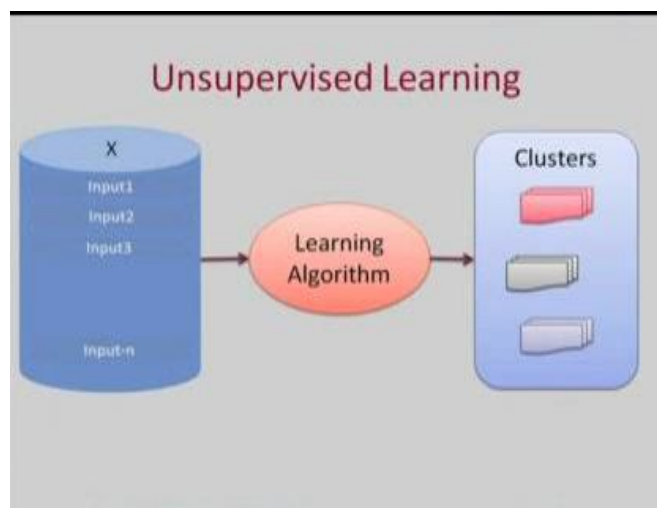 Unsupervised Learning
X
Input1
Input2
Input3
Input-n
Learning
Algorithm
Clusters